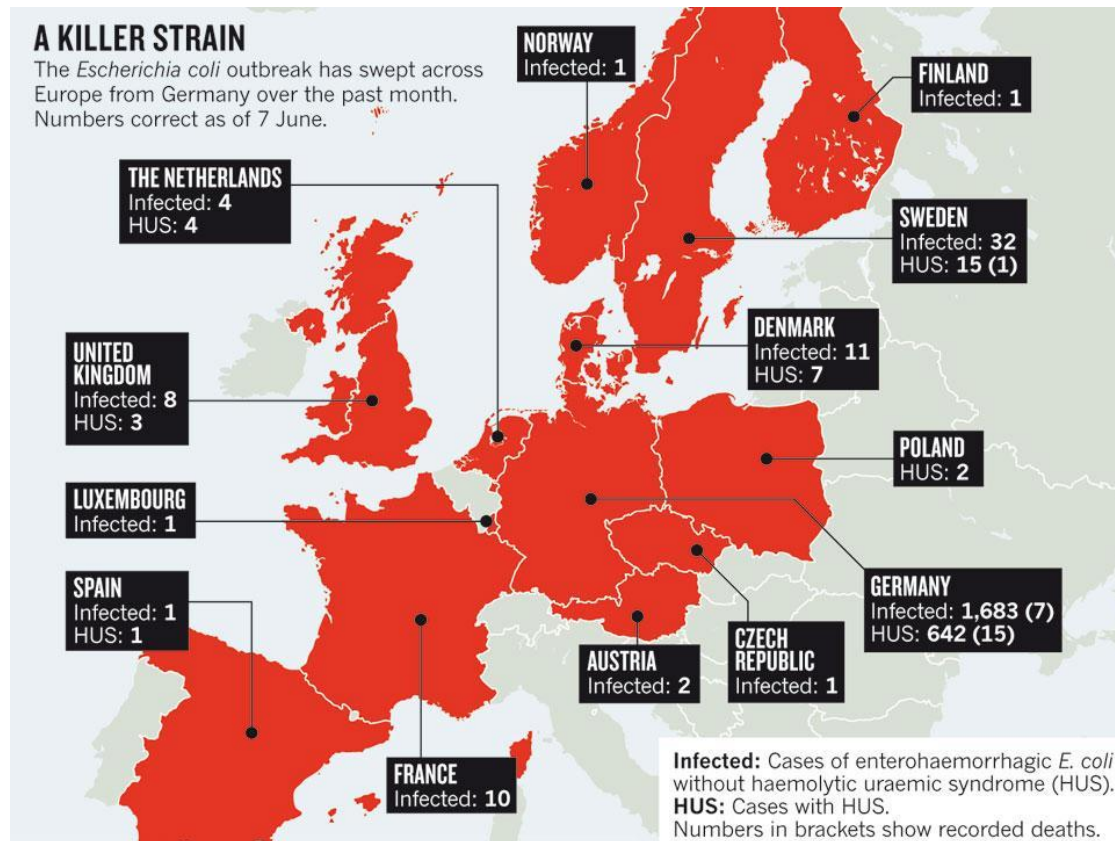 A KILLER STRAIN
The Escherichia coli outbreak has swept across
Europe from Germany over the past month.
Numbers correct as of 7 June.
NORWAY
Infected: 1
FINLAND
Infected: 1
THE NETHERLANDS
Infected: 4
HUS: 4
SWEDEN
Infected: 32
HUS: 15 (1)
UNITED
KINGDOM
Infected: 8
HUS: 3
DENMARK
Infected: 11
HUS: 7
POLAND
HUS: 2
LUXEMBOURG
Infected: 1
SPAIN
Infected: 1
HUS: 1
GERMANY
Infected: 1,683 (7)
HUS: 642 (15)
AUSTRIA
Infected: 2
CZECH
REPUBLIC
Infected: 1
FRANCE
Infected: 10
Infected: Cases of enterohaemorrhagic E. coli
without haemolytic uraemic syndrome (HUS).
HUS: Cases with HUS.
Numbers in brackets show recorded deaths.